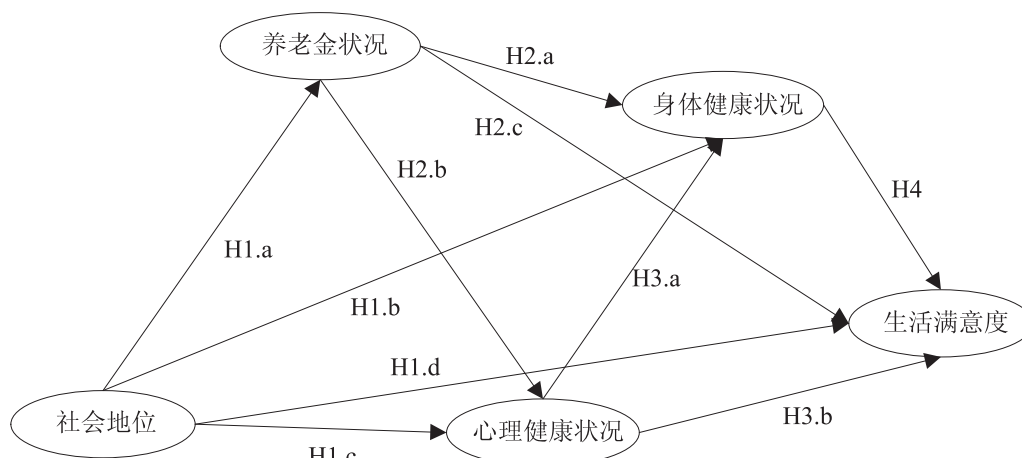 养老金状况
H2.a
身体健康状况
H2.c
H2.b
H4
H1.a
H3.a
H1.b
生活满意度
H1.d
社会地位
心理健康状况
H3.b
H1.c